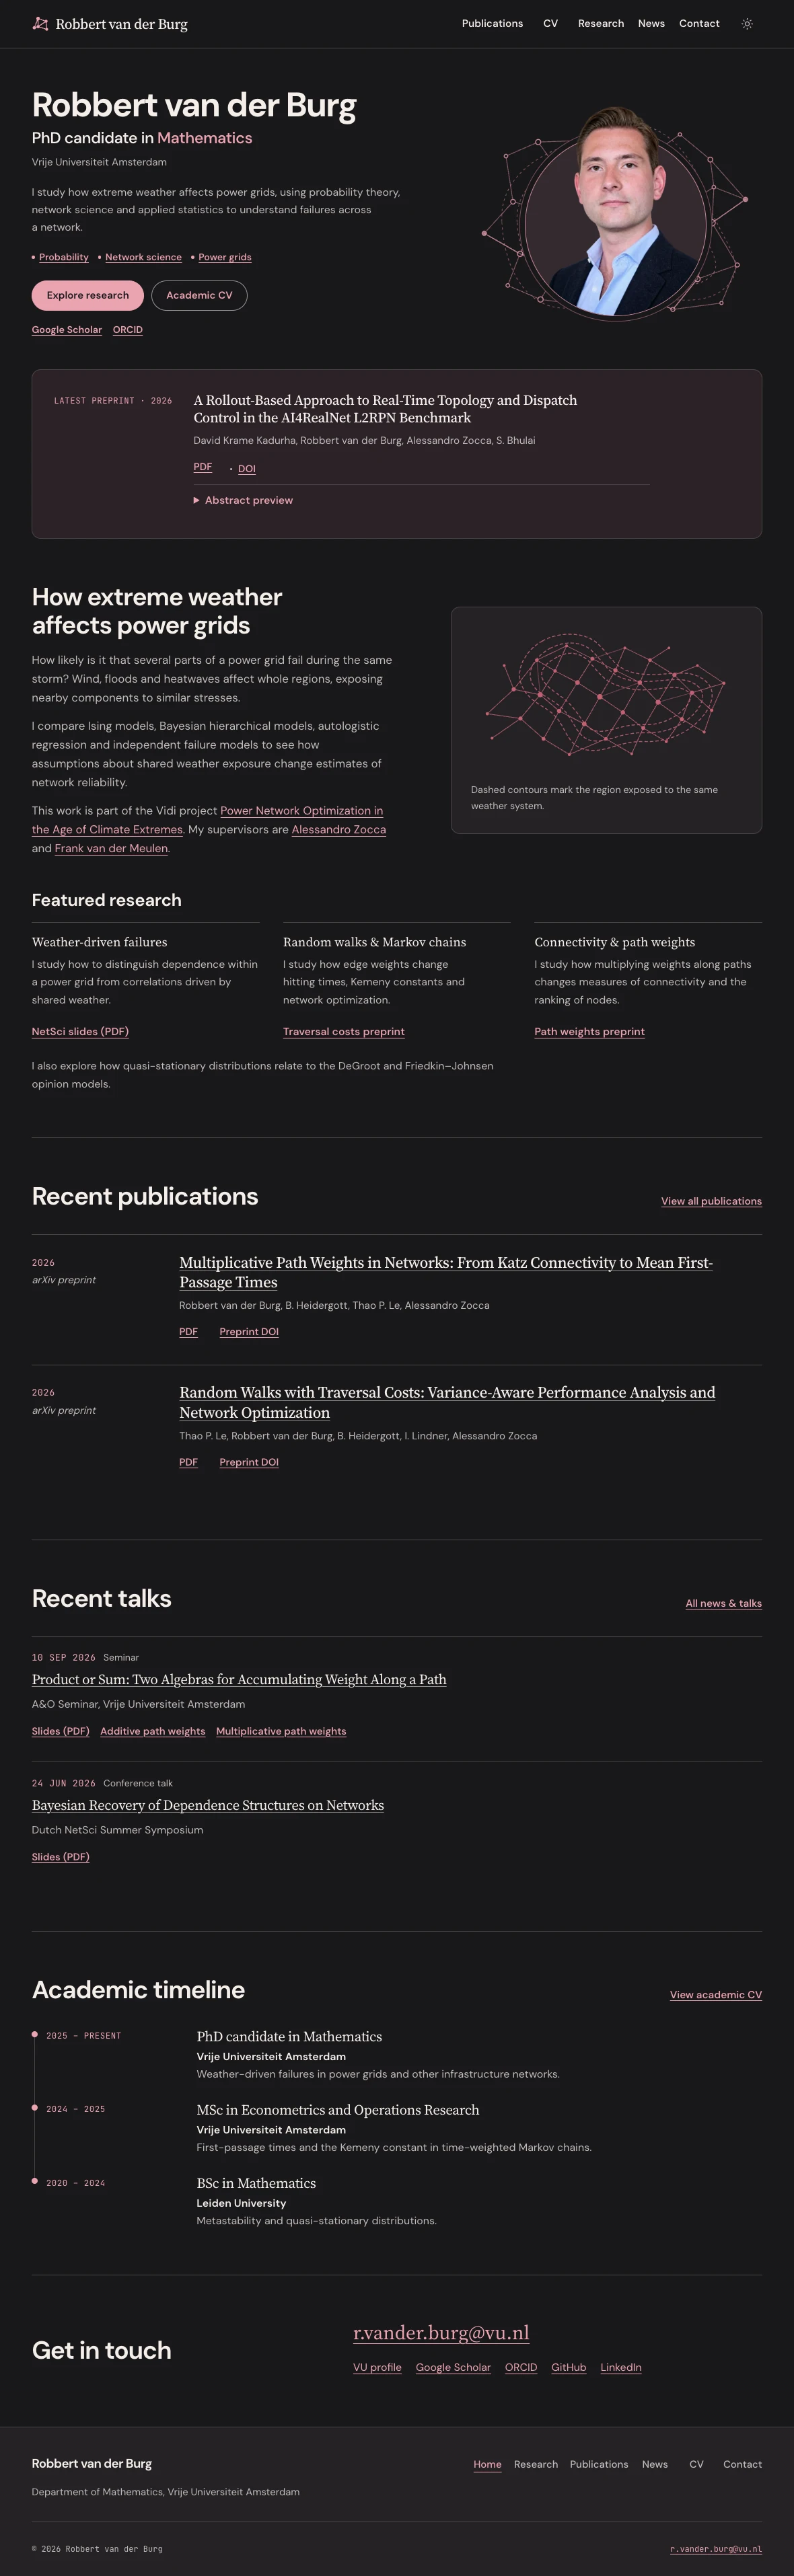 Robbert van der Burg
Publications CV Research News Contact
Robbert van der Burg
PhD candidate in Mathematics
Vrije Universiteit Amsterdam
I study how extreme weather affects power grids, using probability theory,
network science and applied statistics to understand failures across
a network.
• Probability • Network science • Power grids
Explore research Academic CV
Google Scholar ORCID
LATEST PREPRINT · 2026
A Rollout-Based Approach to Real-Time Topology and Dispatch
Control in the AI4RealNet L2RPN Benchmark
David Krame Kadurha, Robbert van der Burg, Alessandro Zocca, S. Bhulai
PDF · DOI
Abstract preview
How extreme weather
affects power grids
How likely is it that several parts of a power grid fail during the same
storm? Wind, floods and heatwaves affect whole regions, exposing
nearby components to similar stresses.
I compare Ising models, Bayesian hierarchical models, autologistic
regression and independent failure models to see how
assumptions about shared weather exposure change estimates of
network reliability.
This work is part of the Vidi project Power Network Optimization in
the Age of Climate Extremes. My supervisors are Alessandro Zocca
and Frank van der Meulen.
Dashed contours mark the region exposed to the same
weather system.
Featured research
Weather-driven failures
I study how to distinguish dependence within
a power grid from correlations driven by
shared weather.
NetSci slides (PDF)
Random walks & Markov chains
I study how edge weights change
hitting times, Kemeny constants and
network optimization.
Traversal costs preprint
Connectivity & path weights
I study how multiplying weights along paths
changes measures of connectivity and the
ranking of nodes.
Path weights preprint
I also explore how quasi-stationary distributions relate to the DeGroot and Friedkin–Johnsen
opinion models.
Recent publications
View all publications
2026
arXiv preprint
Multiplicative Path Weights in Networks: From Katz Connectivity to Mean First-
Passage Times
Robbert van der Burg, B. Heidergott, Thao P. Le, Alessandro Zocca
PDF Preprint DOI
2026
arXiv preprint
Random Walks with Traversal Costs: Variance-Aware Performance Analysis and
Network Optimization
Thao P. Le, Robbert van der Burg, B. Heidergott, I. Lindner, Alessandro Zocca
PDF Preprint DOI
Recent talks
All news & talks
10 SEP 2026 Seminar
Product or Sum: Two Algebras for Accumulating Weight Along a Path
A&O Seminar, Vrije Universiteit Amsterdam
Slides (PDF) Additive path weights Multiplicative path weights
24 JUN 2026 Conference talk
Bayesian Recovery of Dependence Structures on Networks
Dutch NetSci Summer Symposium
Slides (PDF)
Academic timeline
View academic CV
2025 – PRESENT
PhD candidate in Mathematics
Vrije Universiteit Amsterdam
Weather-driven failures in power grids and other infrastructure networks.
2024 – 2025
MSc in Econometrics and Operations Research
Vrije Universiteit Amsterdam
First-passage times and the Kemeny constant in time-weighted Markov chains.
2020 – 2024
BSc in Mathematics
Leiden University
Metastability and quasi-stationary distributions.
Get in touch
r.vander.burg@vu.nl
VU profile Google Scholar ORCID GitHub LinkedIn
Robbert van der Burg
Home Research Publications News CV Contact
Department of Mathematics, Vrije Universiteit Amsterdam
© 2026 Robbert van der Burg
r.vander.burg@vu.nl